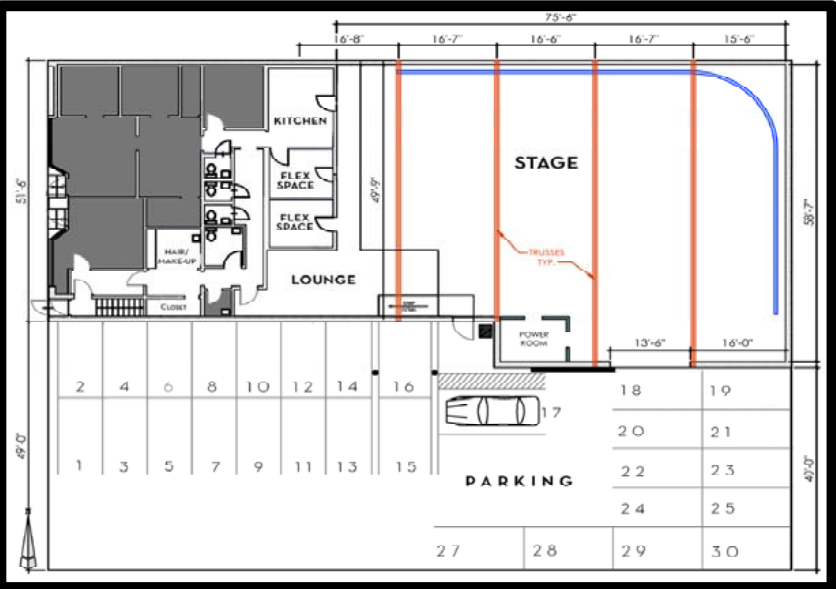 75'-6"
16'-8"
16'-7"
16'-6"
16'-7"
15'-6"
51'-6"
KITCHEN
FLEX
SPACE
FLEX
SPACE
49'-9"
STAGE
58'-7"
HAIR/
MAKE-UP
LOUNGE
TRUSSES
TYP.
CLOSET
POWER
ROOM
13'-6"
16'-0"
2 4 6 8 10 12 14 16
18 19
17
20 21
1 3 5 7 9 11 13 15
22 23
PARKING
24 25
27 28 29 30
49'-0"
40'-0"
N